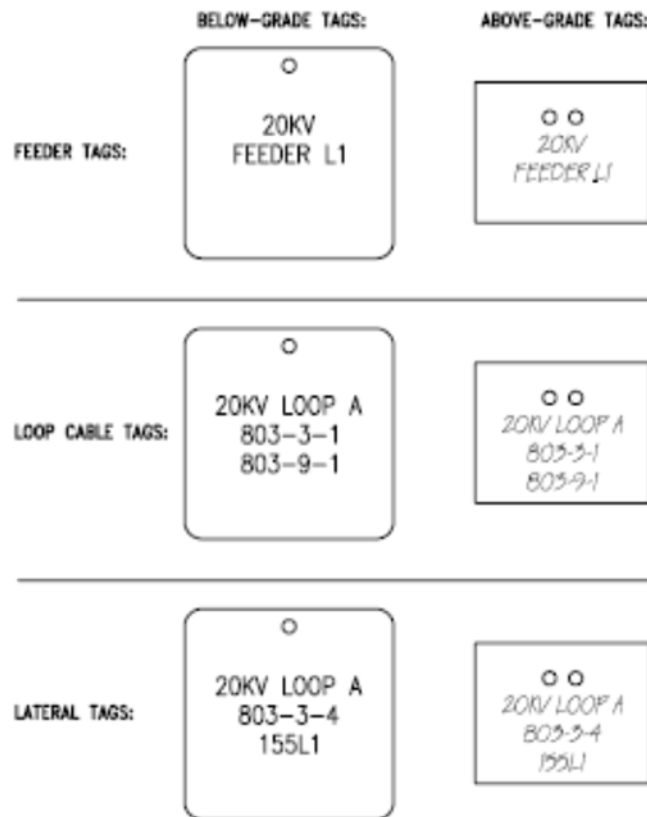 BELOW-GRADE TAGS:
ABOVE-GRADE TAGS:
FEEDER TAGS:
20KV
FEEDER L1
20KV
FEEDER L1
LOOP CABLE TAGS:
20KV LOOP A
803-3-1
803-9-1
20KV LOOP A
803-3-1
803-9-1
LATERAL TAGS:
20KV LOOP A
803-3-4
155L1
20KV LOOP A
803-3-4
155L1